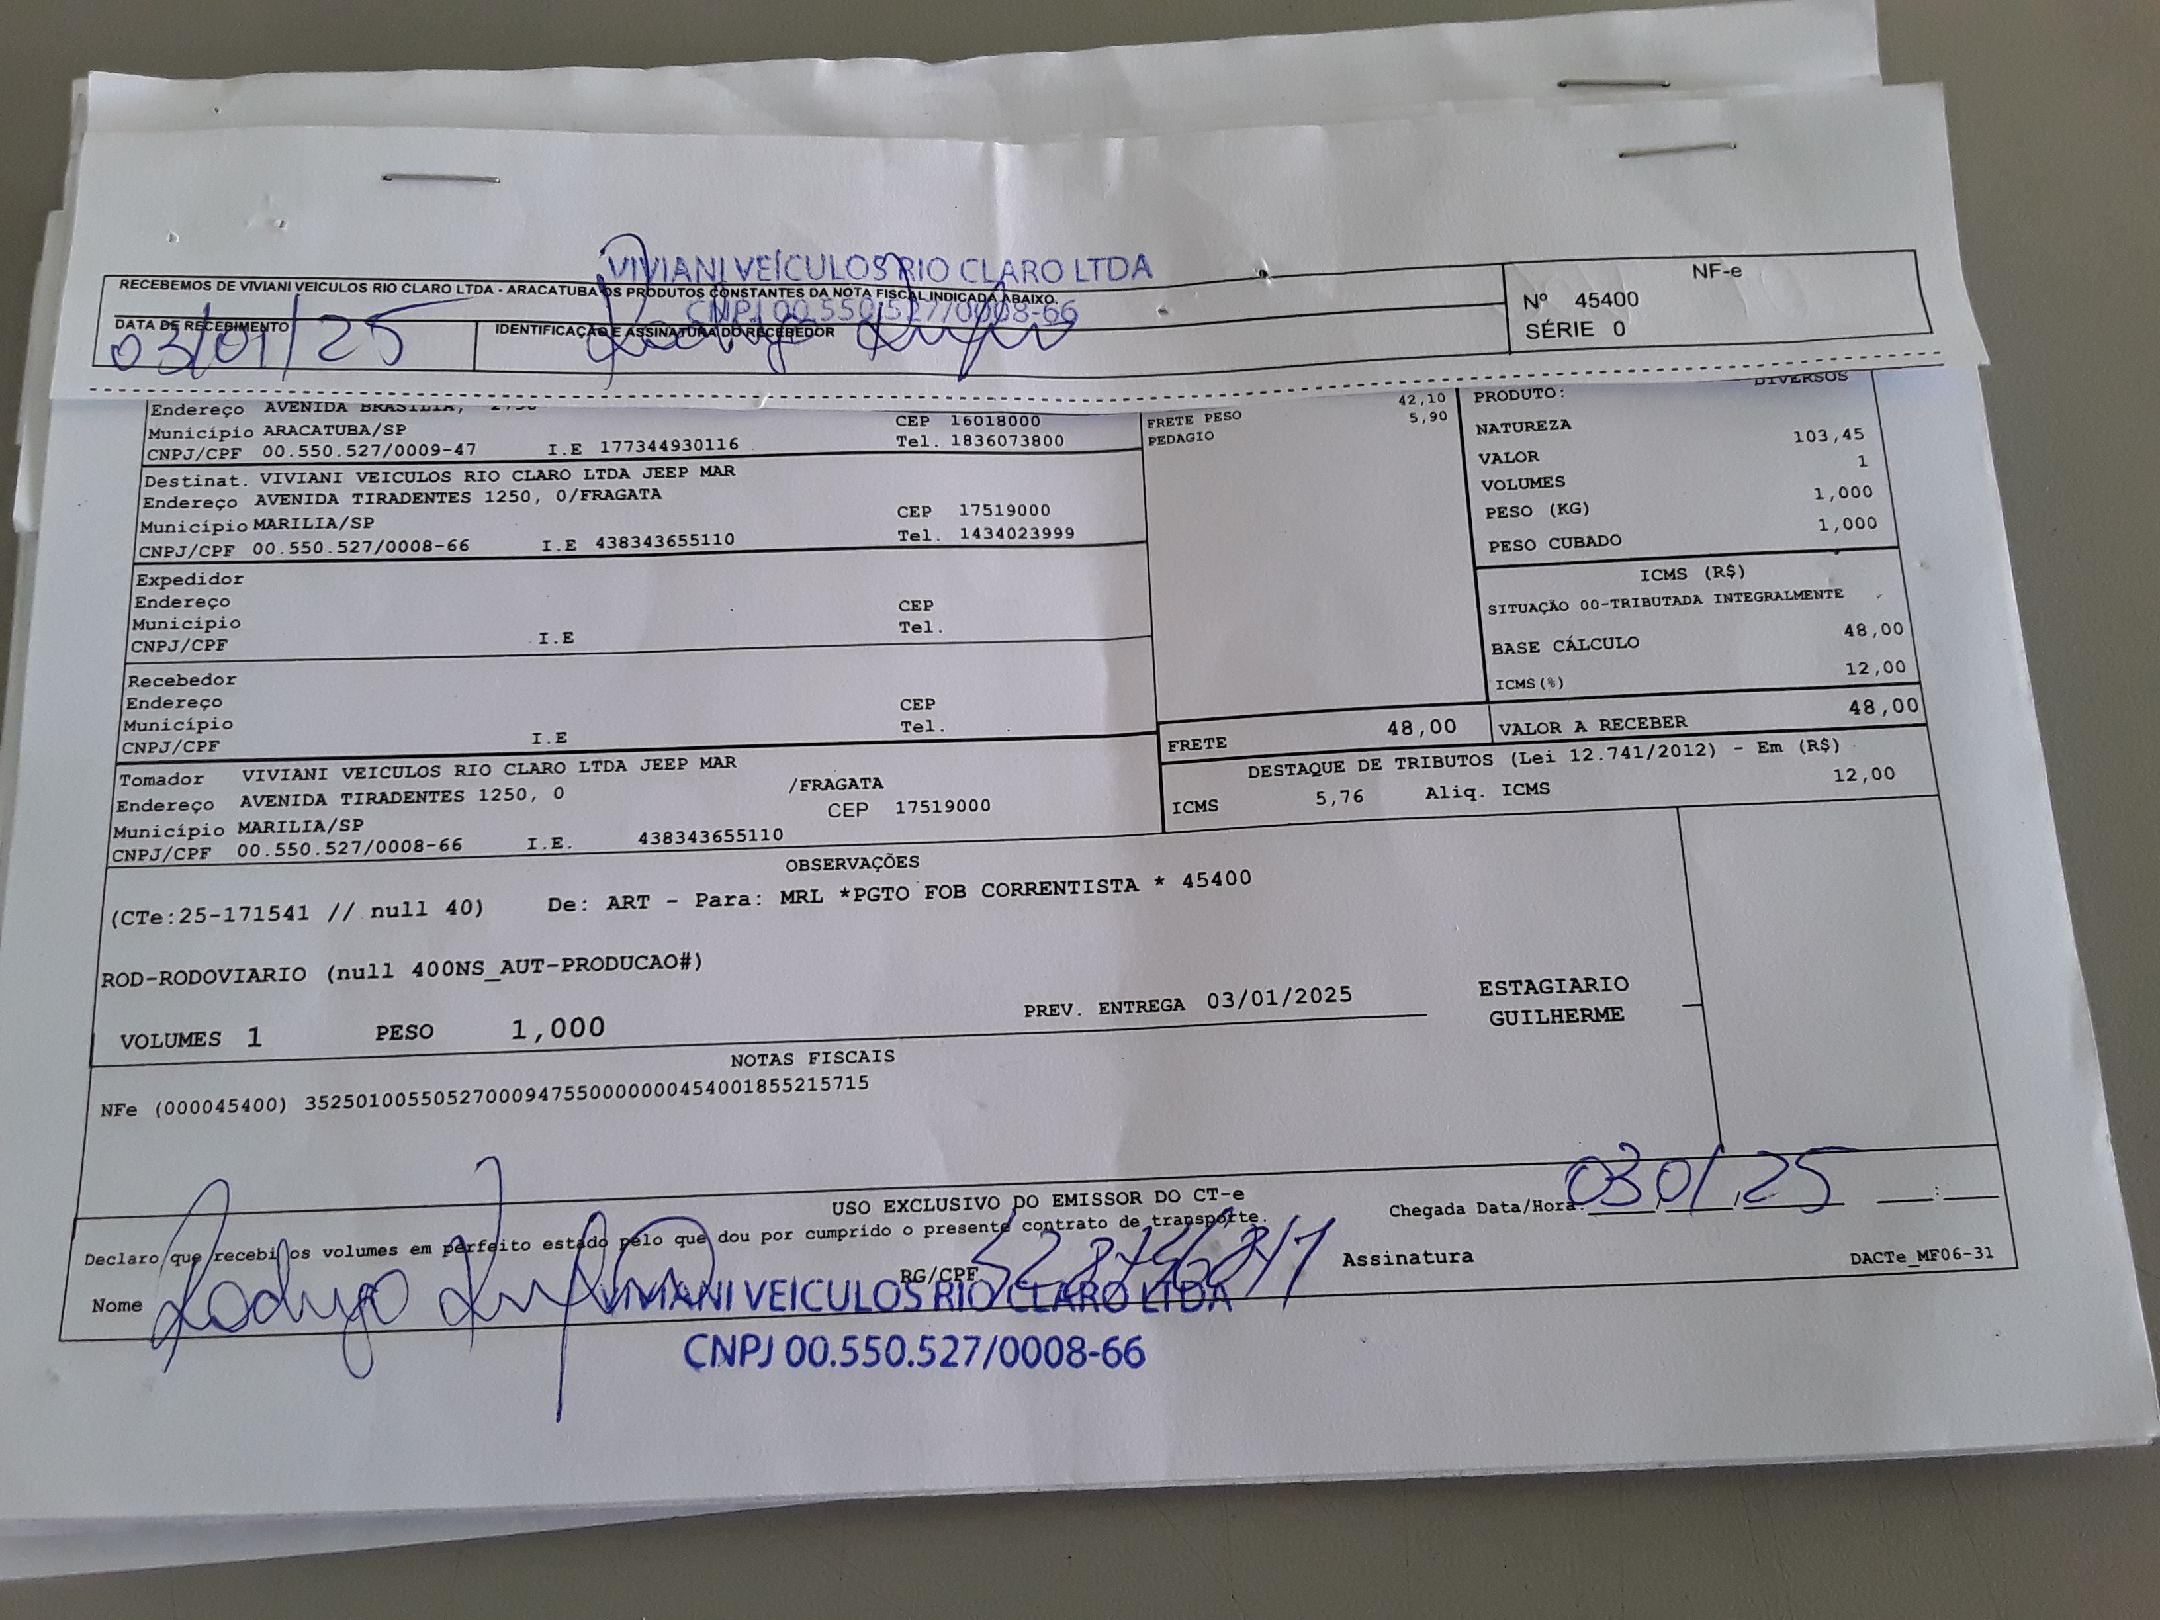 VIVIANI VEÍCULOS RIO CLARO LTDA
CNPJ 00.550.527/0008-66
RECEBEMOS DE VIVIANI VEICULOS RIO CLARO LTDA - ARACATUBA OS PRODUTOS CONSTANTES DA NOTA FISCAL INDICADA ABAIXO.
DATA DE RECEBIMENTO
03/01/25
IDENTIFICAÇÃO E ASSINATURA DO RECEBEDOR
NF-e
Nº 45400
SÉRIE 0
Endereço AVENIDA BRASILIA, 2750
Município ARACATUBA/SP CEP 16018000
CNPJ/CPF 00.550.527/0009-47 I.E 177344930116 Tel. 1836073800
Destinat. VIVIANI VEICULOS RIO CLARO LTDA JEEP MAR
Endereço AVENIDA TIRADENTES 1250, 0/FRAGATA
Município MARILIA/SP CEP 17519000
CNPJ/CPF 00.550.527/0008-66 I.E 438343655110 Tel. 1434023999
Expedidor
Endereço
Município CEP
CNPJ/CPF I.E Tel.
Recebedor
Endereço
Município CEP
CNPJ/CPF I.E Tel.
Tomador VIVIANI VEICULOS RIO CLARO LTDA JEEP MAR
Endereço AVENIDA TIRADENTES 1250, 0 /FRAGATA
Município MARILIA/SP CEP 17519000
CNPJ/CPF 00.550.527/0008-66 I.E. 438343655110
FRETE PESO 42,10
PEDAGIO 5,90
FRETE 48,00
PRODUTO: DIVERSOS
NATUREZA
VALOR 103,45
VOLUMES 1
PESO (KG) 1,000
PESO CUBADO 1,000
ICMS (R$)
SITUAÇÃO 00-TRIBUTADA INTEGRALMENTE
BASE CÁLCULO 48,00
ICMS(%) 12,00
VALOR A RECEBER 48,00
DESTAQUE DE TRIBUTOS (Lei 12.741/2012) - Em (R$)
ICMS 5,76 Aliq. ICMS 12,00
OBSERVAÇÕES
(CTe:25-171541 // null 40) De: ART - Para: MRL *PGTO FOB CORRENTISTA * 45400
ROD-RODOVIARIO (null 400NS_AUT-PRODUCAO#)
VOLUMES 1 PESO 1,000 PREV. ENTREGA 03/01/2025
ESTAGIARIO
GUILHERME
NOTAS FISCAIS
NFe (000045400) 35250100550527000947550000000454001855215715
USO EXCLUSIVO DO EMISSOR DO CT-e
Declaro que recebi os volumes em perfeito estado pelo que dou por cumprido o presente contrato de transporte.
Chegada Data/Hora: 03/01/25 __:__
Nome Rodrigo
RG/CPF
Assinatura
DACTe_MF06-31
VIVIANI VEÍCULOS RIO CLARO LTDA
CNPJ 00.550.527/0008-66